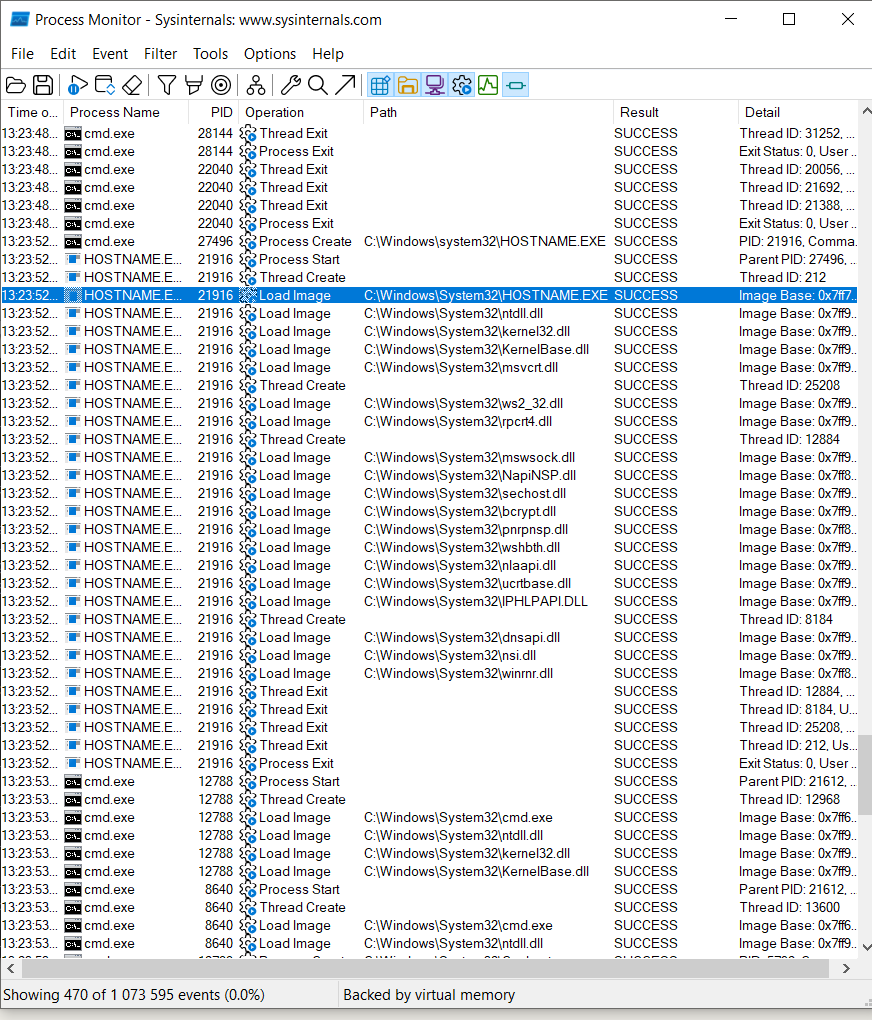 Process Monitor - Sysinternals: www.sysinternals.com
File Edit Event Filter Tools Options Help
Time o... Process Name PID Operation Path Result Detail
13:23:48... cmd.exe 28144 Thread Exit SUCCESS Thread ID: 31252, ...
13:23:48... cmd.exe 28144 Process Exit SUCCESS Exit Status: 0, User ...
13:23:48... cmd.exe 22040 Thread Exit SUCCESS Thread ID: 20056, ...
13:23:48... cmd.exe 22040 Thread Exit SUCCESS Thread ID: 21692, ...
13:23:48... cmd.exe 22040 Thread Exit SUCCESS Thread ID: 21388, ...
13:23:48... cmd.exe 22040 Process Exit SUCCESS Exit Status: 0, User ...
13:23:52... cmd.exe 27496 Process Create C:\Windows\system32\HOSTNAME.EXE SUCCESS PID: 21916, Comma...
13:23:52... HOSTNAME.E... 21916 Process Start SUCCESS Parent PID: 27496, ...
13:23:52... HOSTNAME.E... 21916 Thread Create SUCCESS Thread ID: 212
13:23:52... HOSTNAME.E... 21916 Load Image C:\Windows\System32\HOSTNAME.EXE SUCCESS Image Base: 0x7ff7...
13:23:52... HOSTNAME.E... 21916 Load Image C:\Windows\System32\ntdll.dll SUCCESS Image Base: 0x7ff9...
13:23:52... HOSTNAME.E... 21916 Load Image C:\Windows\System32\kernel32.dll SUCCESS Image Base: 0x7ff9...
13:23:52... HOSTNAME.E... 21916 Load Image C:\Windows\System32\KernelBase.dll SUCCESS Image Base: 0x7ff9...
13:23:52... HOSTNAME.E... 21916 Load Image C:\Windows\System32\msvcrt.dll SUCCESS Image Base: 0x7ff9...
13:23:52... HOSTNAME.E... 21916 Thread Create SUCCESS Thread ID: 25208
13:23:52... HOSTNAME.E... 21916 Load Image C:\Windows\System32\ws2_32.dll SUCCESS Image Base: 0x7ff9...
13:23:52... HOSTNAME.E... 21916 Load Image C:\Windows\System32\rpcrt4.dll SUCCESS Image Base: 0x7ff9...
13:23:52... HOSTNAME.E... 21916 Thread Create SUCCESS Thread ID: 12884
13:23:52... HOSTNAME.E... 21916 Load Image C:\Windows\System32\mswsock.dll SUCCESS Image Base: 0x7ff9...
13:23:52... HOSTNAME.E... 21916 Load Image C:\Windows\System32\NapiNSP.dll SUCCESS Image Base: 0x7ff8...
13:23:52... HOSTNAME.E... 21916 Load Image C:\Windows\System32\sechost.dll SUCCESS Image Base: 0x7ff9...
13:23:52... HOSTNAME.E... 21916 Load Image C:\Windows\System32\bcrypt.dll SUCCESS Image Base: 0x7ff9...
13:23:52... HOSTNAME.E... 21916 Load Image C:\Windows\System32\pnrpnsp.dll SUCCESS Image Base: 0x7ff8...
13:23:52... HOSTNAME.E... 21916 Load Image C:\Windows\System32\wshbth.dll SUCCESS Image Base: 0x7ff9...
13:23:52... HOSTNAME.E... 21916 Load Image C:\Windows\System32\nlaapi.dll SUCCESS Image Base: 0x7ff9...
13:23:52... HOSTNAME.E... 21916 Load Image C:\Windows\System32\ucrtbase.dll SUCCESS Image Base: 0x7ff9...
13:23:52... HOSTNAME.E... 21916 Load Image C:\Windows\System32\IPHLPAPI.DLL SUCCESS Image Base: 0x7ff9...
13:23:52... HOSTNAME.E... 21916 Thread Create SUCCESS Thread ID: 8184
13:23:52... HOSTNAME.E... 21916 Load Image C:\Windows\System32\dnsapi.dll SUCCESS Image Base: 0x7ff9...
13:23:52... HOSTNAME.E... 21916 Load Image C:\Windows\System32\nsi.dll SUCCESS Image Base: 0x7ff9...
13:23:52... HOSTNAME.E... 21916 Load Image C:\Windows\System32\winrnr.dll SUCCESS Image Base: 0x7ff8...
13:23:52... HOSTNAME.E... 21916 Thread Exit SUCCESS Thread ID: 12884, ...
13:23:52... HOSTNAME.E... 21916 Thread Exit SUCCESS Thread ID: 8184, U...
13:23:52... HOSTNAME.E... 21916 Thread Exit SUCCESS Thread ID: 25208, ...
13:23:52... HOSTNAME.E... 21916 Thread Exit SUCCESS Thread ID: 212, Us...
13:23:52... HOSTNAME.E... 21916 Process Exit SUCCESS Exit Status: 0, User ...
13:23:53... cmd.exe 12788 Process Start SUCCESS Parent PID: 21612, ...
13:23:53... cmd.exe 12788 Thread Create SUCCESS Thread ID: 12968
13:23:53... cmd.exe 12788 Load Image C:\Windows\System32\cmd.exe SUCCESS Image Base: 0x7ff6...
13:23:53... cmd.exe 12788 Load Image C:\Windows\System32\ntdll.dll SUCCESS Image Base: 0x7ff9...
13:23:53... cmd.exe 12788 Load Image C:\Windows\System32\kernel32.dll SUCCESS Image Base: 0x7ff9...
13:23:53... cmd.exe 12788 Load Image C:\Windows\System32\KernelBase.dll SUCCESS Image Base: 0x7ff9...
13:23:53... cmd.exe 8640 Process Start SUCCESS Parent PID: 21612, ...
13:23:53... cmd.exe 8640 Thread Create SUCCESS Thread ID: 13600
13:23:53... cmd.exe 8640 Load Image C:\Windows\System32\cmd.exe SUCCESS Image Base: 0x7ff6...
13:23:53... cmd.exe 8640 Load Image C:\Windows\System32\ntdll.dll SUCCESS Image Base: 0x7ff9...
Showing 470 of 1 073 595 events (0.0%) Backed by virtual memory